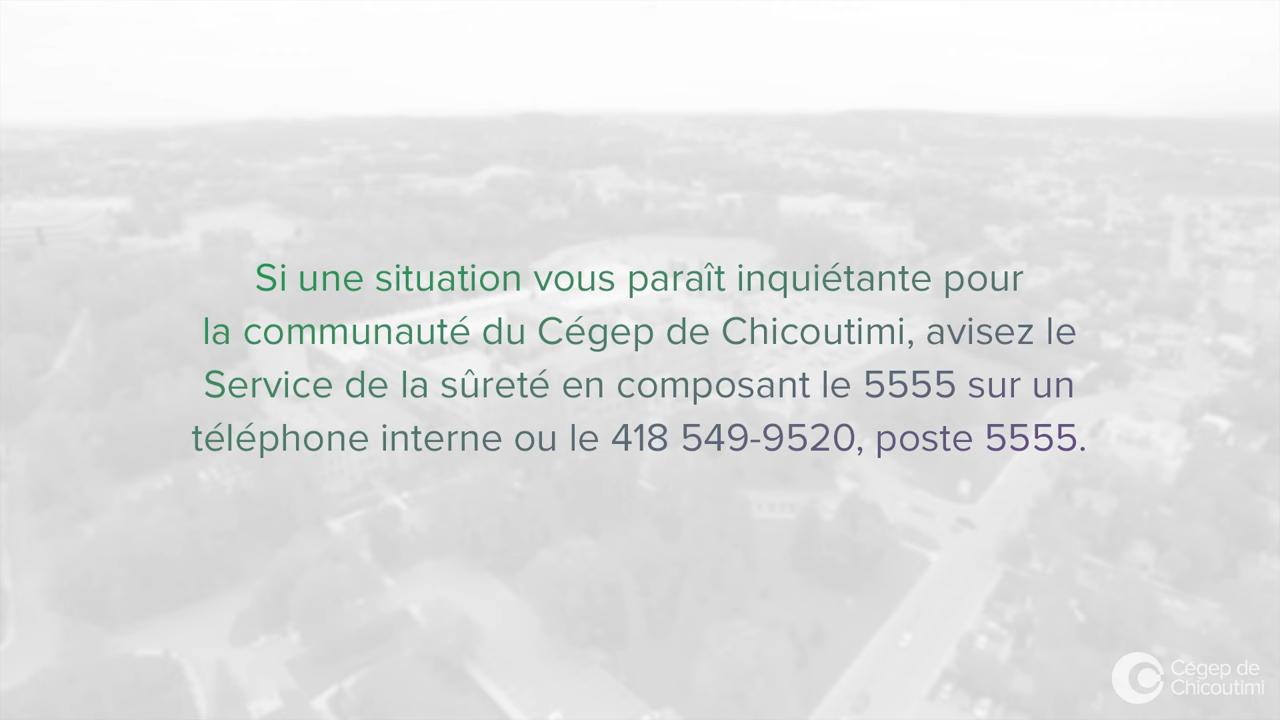 Si une situation vous paraît inquiétante pour
la communauté du Cégep de Chicoutimi, avisez le
Service de la sûreté en composant le 5555 sur un
téléphone interne ou le 418 549-9520, poste 5555.
Cégep de
Chicoutimi